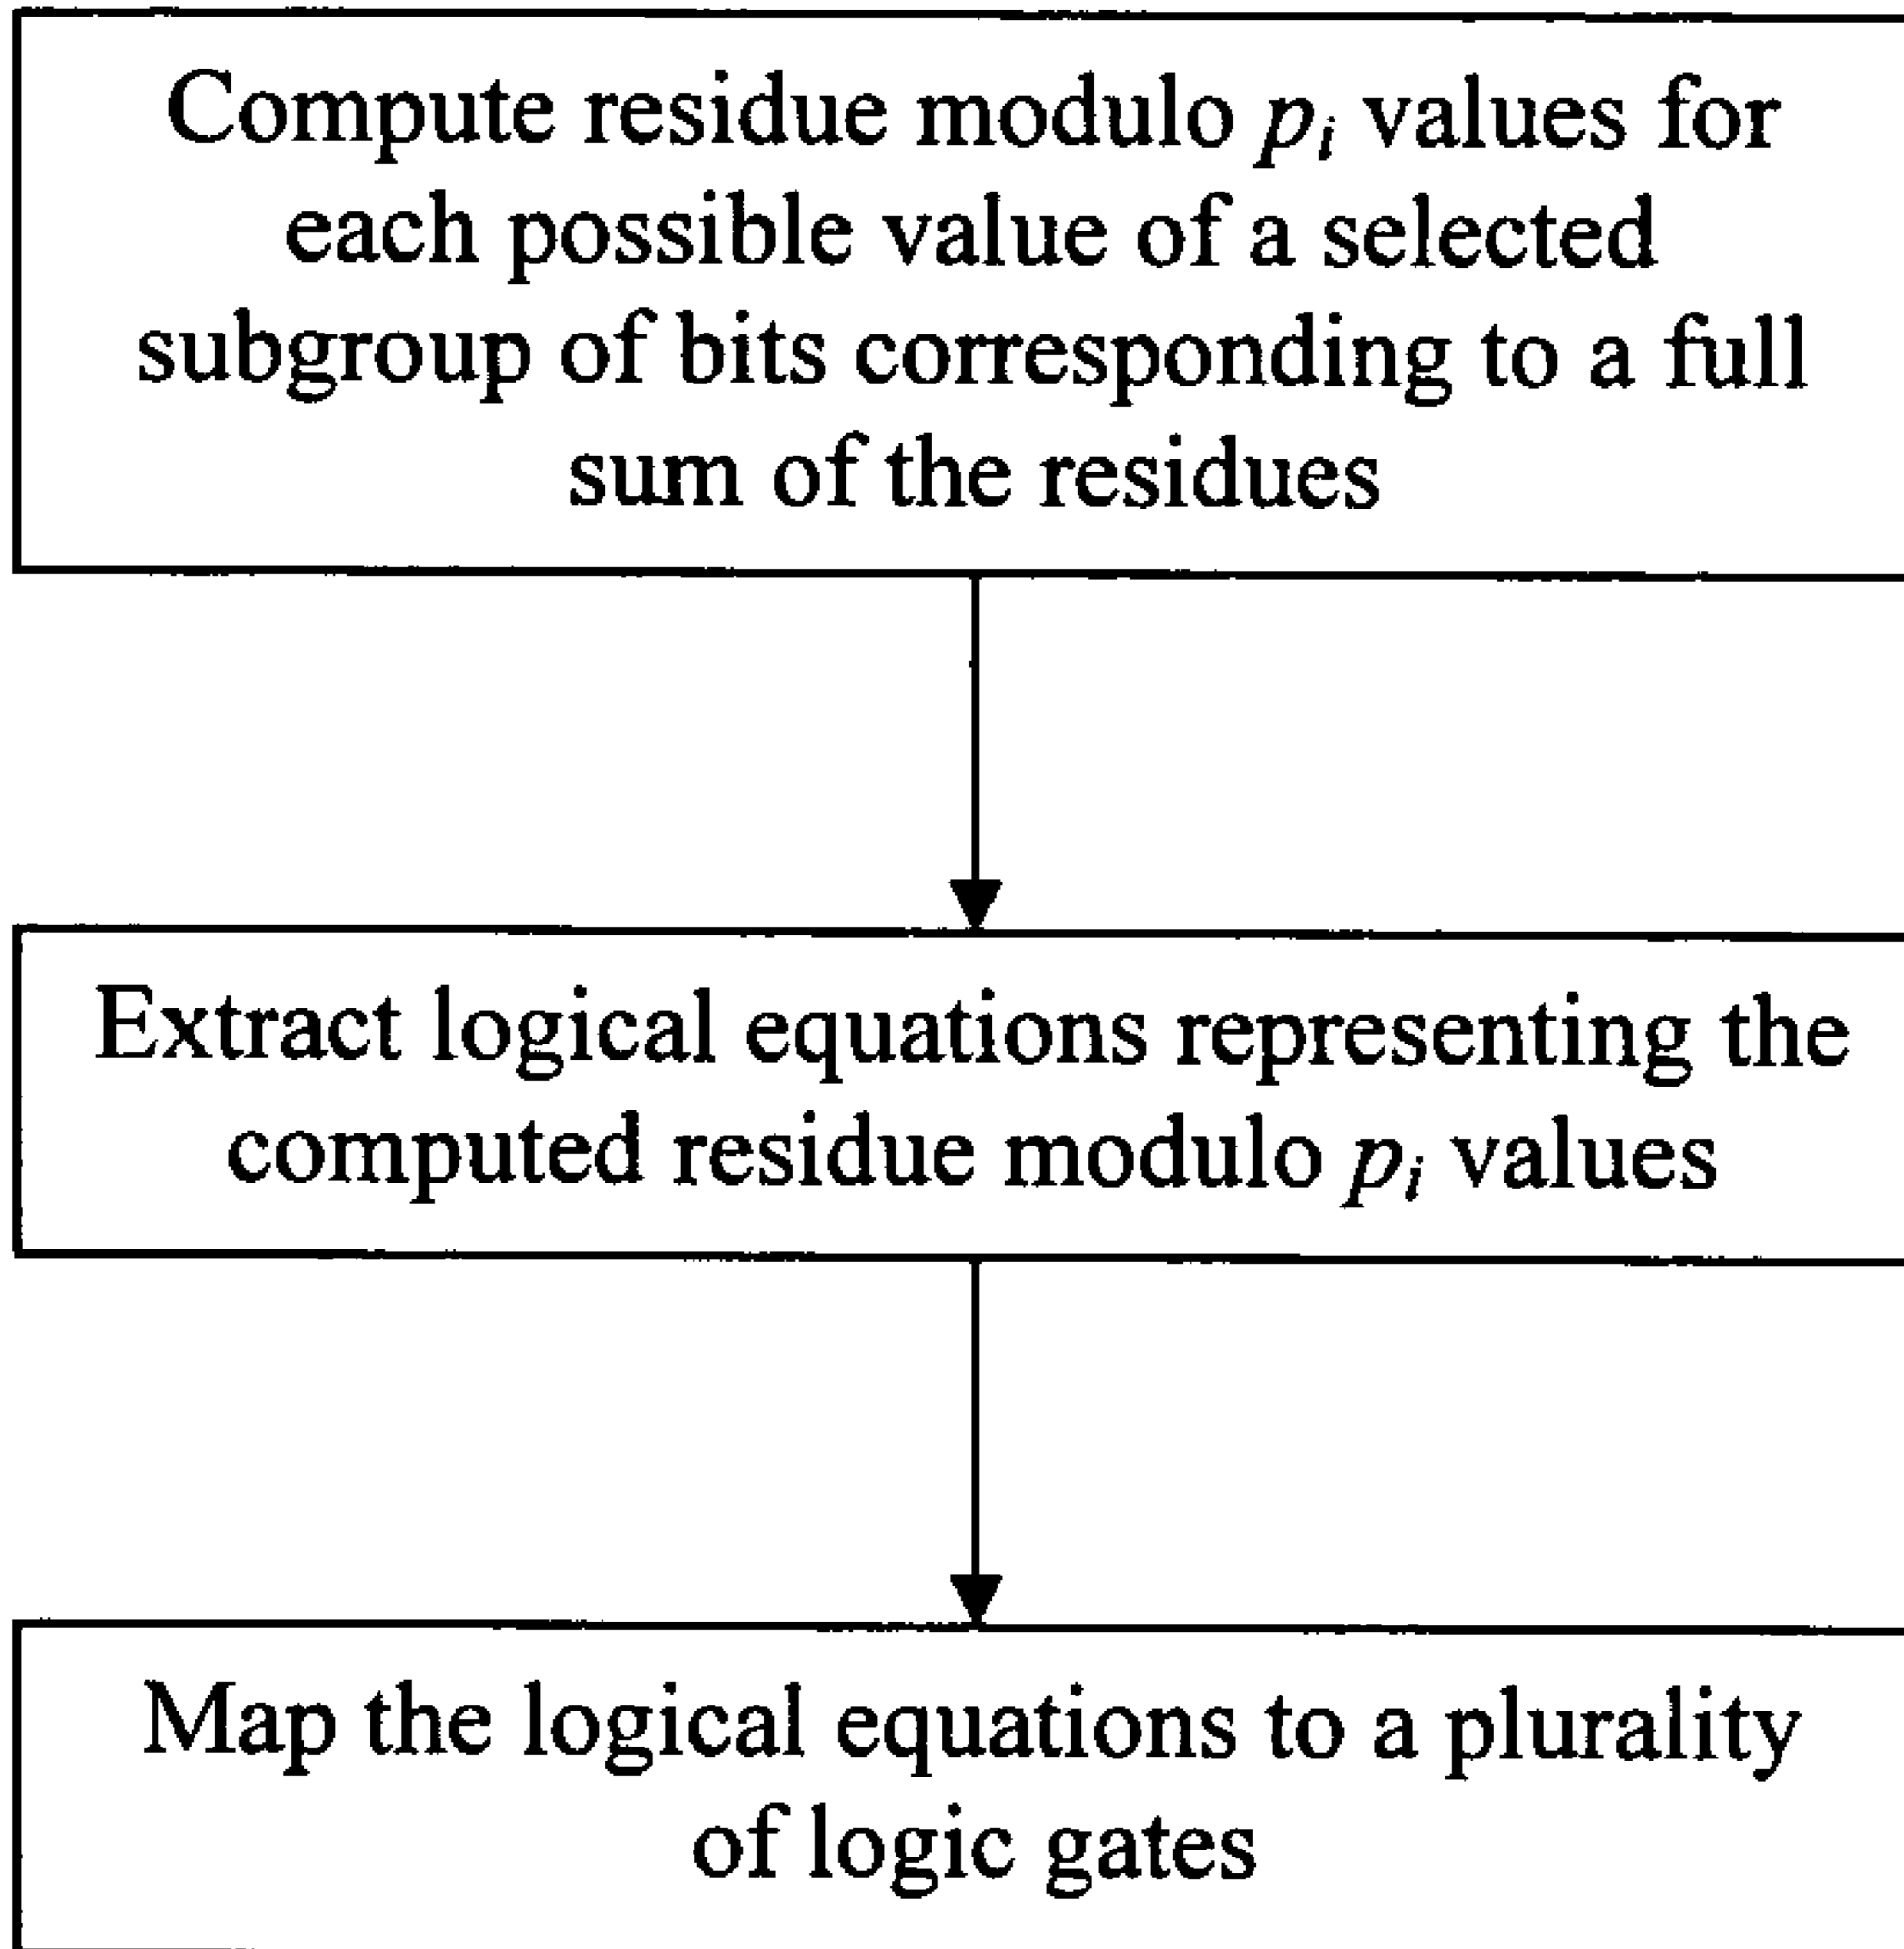 Compute residue modulo pᵢ values for
each possible value of a selected
subgroup of bits corresponding to a full
sum of the residues
Extract logical equations representing the
computed residue modulo pᵢ values
Map the logical equations to a plurality
of logic gates